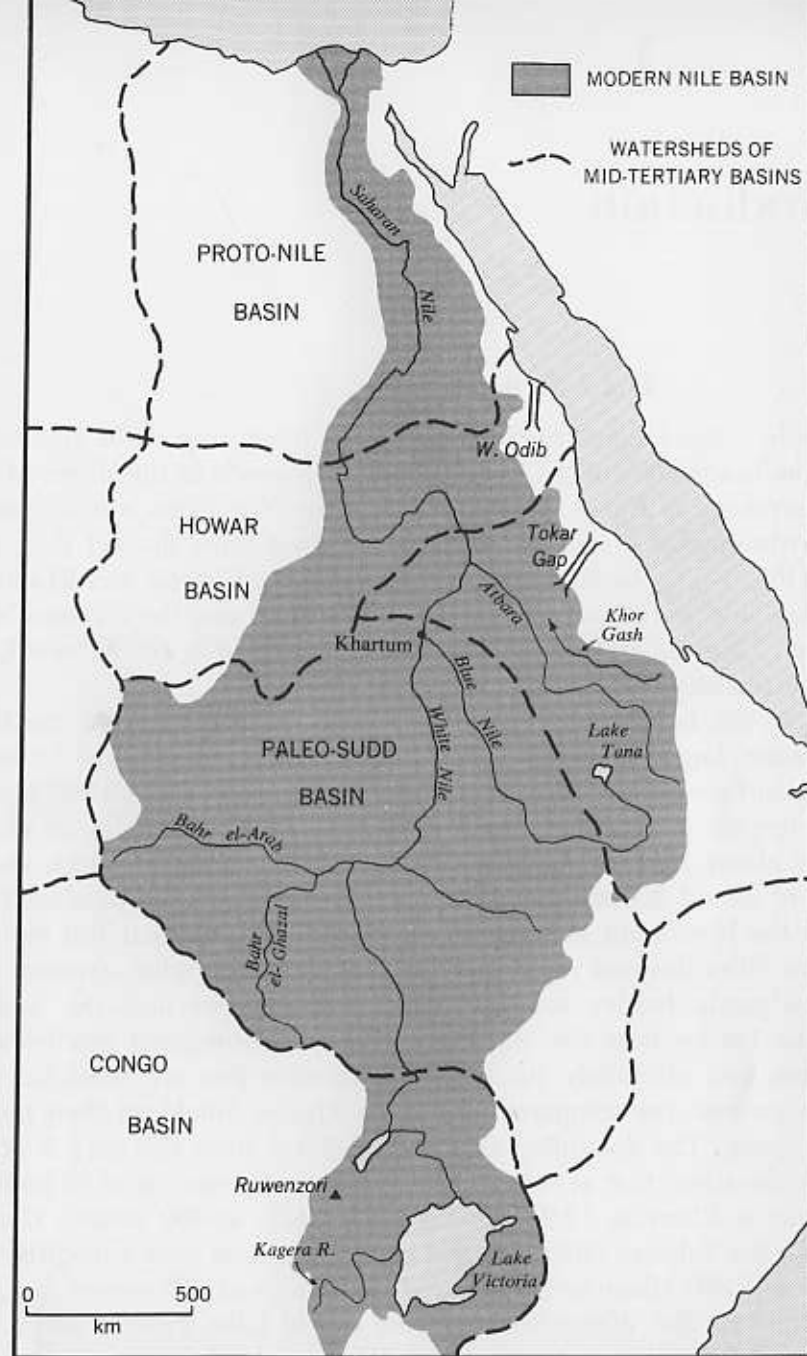 MODERN NILE BASIN
WATERSHEDS OF
MID-TERTIARY BASINS
Saharan
Nile
PROTO-NILE
BASIN
W. Odib
HOWAR
BASIN
Tokar
Gap
Atbara
Khor
Gash
Khartum
Blue
Nile
White
Nile
Lake
Tana
PALEO-SUDD
BASIN
Bahr el-Arab
Bahr
el-Ghazal
CONGO
BASIN
Ruwenzori
Kagera R.
Lake
Victoria
0 500
km